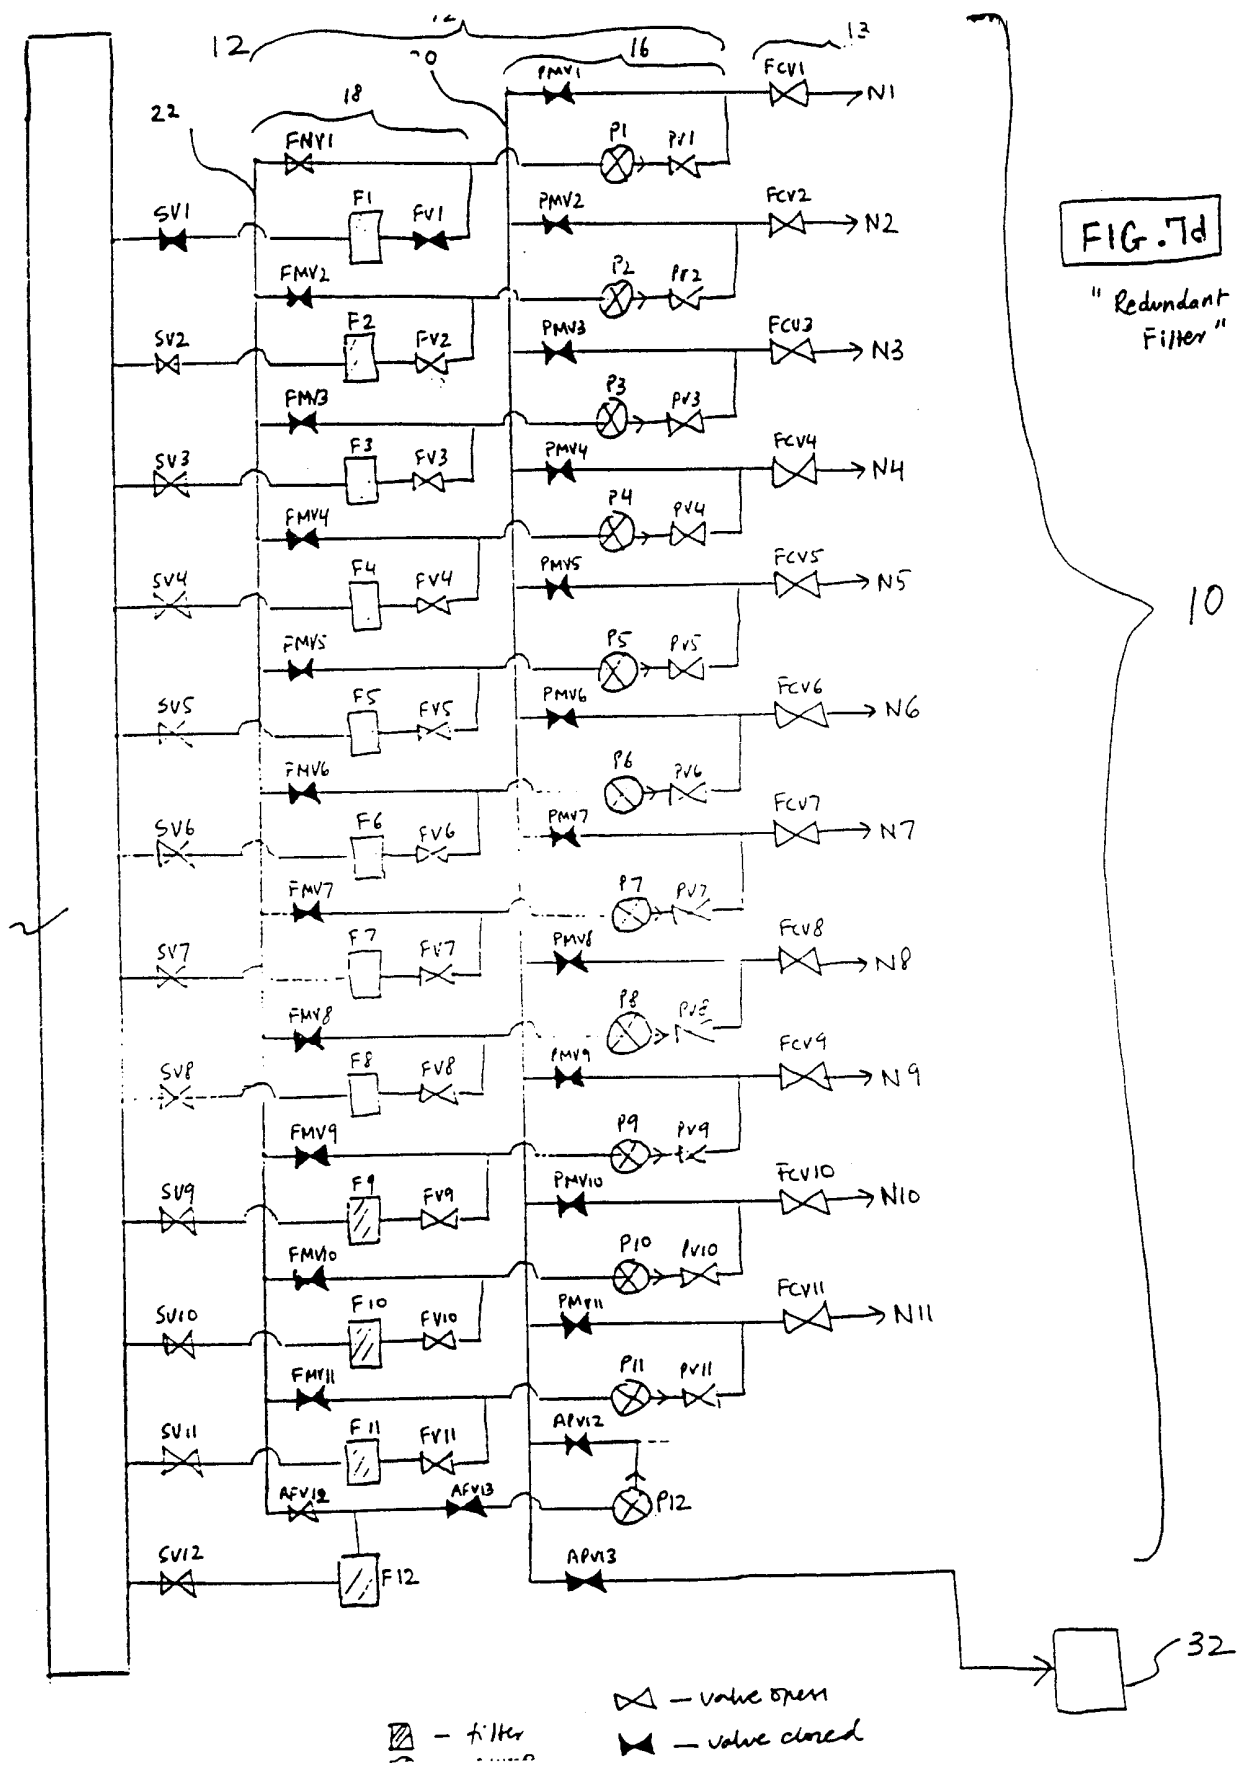 12
12
13
20
16
PMV1
FCV1
N1
18
22
FNV1
P1
PV1
SV1
F1
FV1
PMV2
FCV2
N2
FIG. 7d
FMV2
P2
PV2
" Redundant
Filter "
SV2
F2
FV2
PMV3
FCV3
N3
FMV3
P3
PV3
SV3
F3
FV3
PMV4
FCV4
N4
FMV4
P4
PV4
SV4
F4
FV4
PMV5
FCV5
N5
10
FMV5
P5
PV5
SV5
F5
FV5
PMV6
FCV6
N6
FMV6
P6
PV6
SV6
F6
FV6
PMV7
FCV7
N7
FMV7
P7
PV7
SV7
F7
FV7
PMV8
FCV8
N8
FMV8
P8
PV8
SV8
F8
FV8
PMV9
FCV9
N9
FMV9
P9
PV9
SV9
F9
FV9
PMV10
FCV10
N10
FMV10
P10
PV10
SV10
F10
FV10
PMV11
FCV11
N11
FMV11
P11
PV11
SV11
F11
FV11
APV12
AFV12
AFV13
P12
SV12
F12
APV13
32
— valve open
— filter
— valve closed